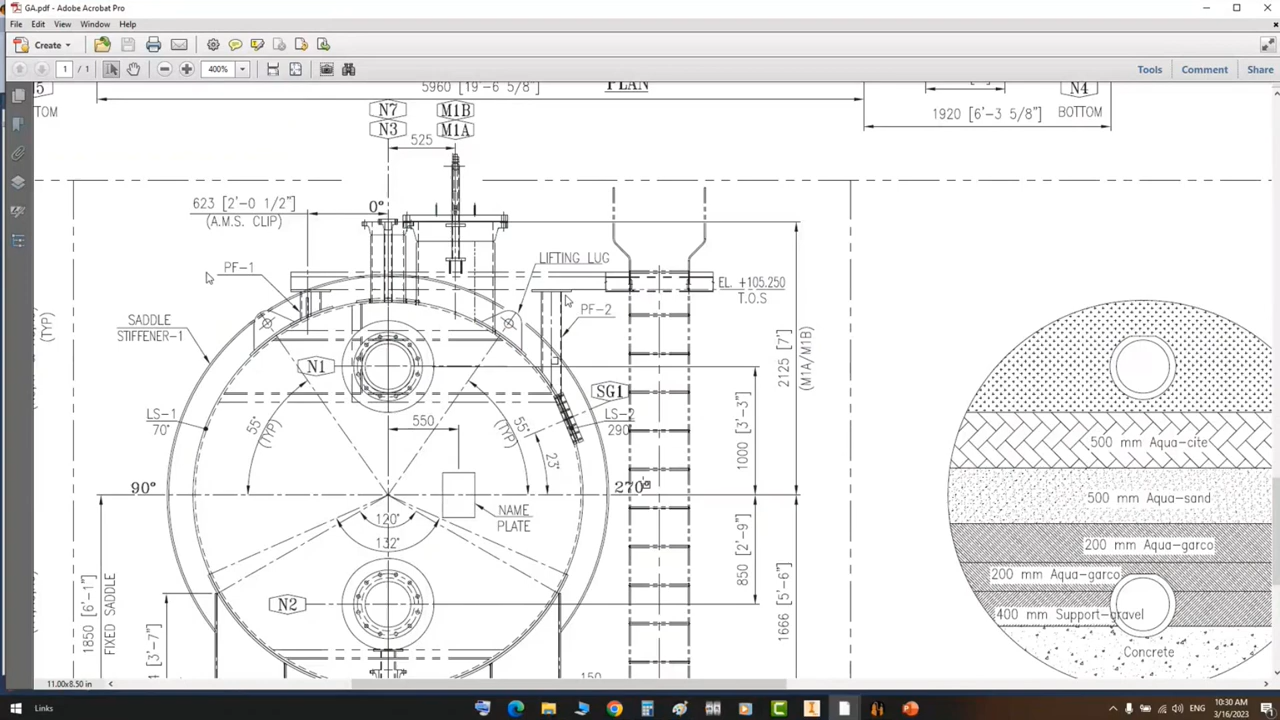 GA.pdf - Adobe Acrobat Pro
File Edit View Window Help
Create
1 / 1
400%
Tools Comment Share
5960 [19'-6 5/8"]
PLAN
N4
BOTTOM
1920 [6'-3 5/8"]
N7
N3
M1B
M1A
525
623 [2'-0 1/2"]
(A.M.S. CLIP)
0°
PF-1
LIFTING LUG
EL. +105.250
T.O.S
PF-2
SADDLE
STIFFENER-1
(TYP)
2125 [7']
(M1A/M1B)
N1
SG1
LS-1
70°
LS-2
290
55°
(TYP)
550
55°
(TYP)
23°
1000 [3'-3"]
90°
270°
NAME
PLATE
120°
132°
N2
850 [2'-9"]
1666 [5'-6"]
1850 [6'-1"]
FIXED SADDLE
[3'-7"]
150
500 mm Aqua-cite
500 mm Aqua-sand
200 mm Aqua-garco
200 mm Aqua-garco
400 mm Support-gravel
Concrete
11.00x8.50 in
Links
10:30 AM
3/16/2023